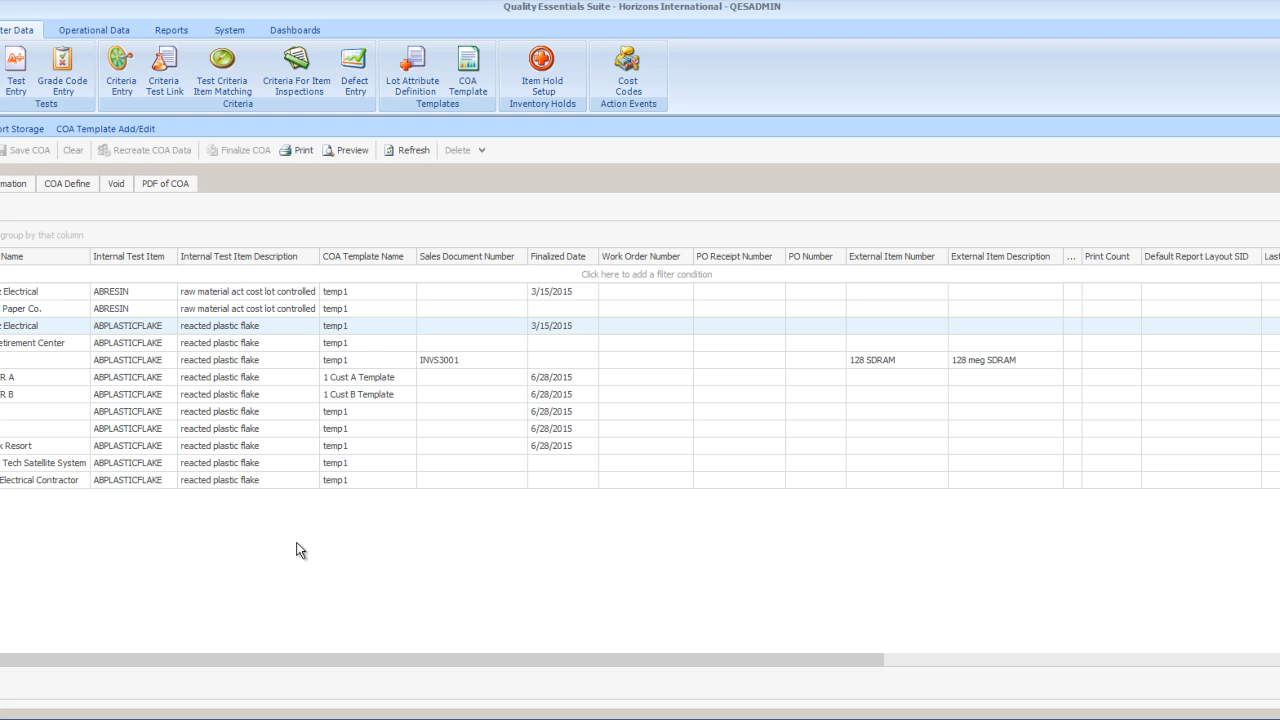 Quality Essentials Suite - Horizons International - QESADMIN
ter Data Operational Data Reports System Dashboards
Test Entry Grade Code Entry Criteria Entry Criteria Test Link Test Criteria Item Matching Criteria For Item Inspections Defect Entry Lot Attribute Definition COA Template Item Hold Setup Cost Codes
Tests Criteria Templates Inventory Holds Action Events
ort Storage COA Template Add/Edit
Save COA Clear Recreate COA Data Finalize COA Print Preview Refresh Delete
mation COA Define Void PDF of COA
group by that column
Name Internal Test Item Internal Test Item Description COA Template Name Sales Document Number Finalized Date Work Order Number PO Receipt Number PO Number External Item Number External Item Description ... Print Count Default Report Layout SID Last
Click here to add a filter condition
Electrical ABRESIN raw material act cost lot controlled temp1 3/15/2015
Paper Co. ABRESIN raw material act cost lot controlled temp1
Electrical ABPLASTICFLAKE reacted plastic flake temp1 3/15/2015
etirement Center ABPLASTICFLAKE reacted plastic flake temp1
ABPLASTICFLAKE reacted plastic flake temp1 INVS3001 128 SDRAM 128 meg SDRAM
R A ABPLASTICFLAKE reacted plastic flake 1 Cust A Template 6/28/2015
R B ABPLASTICFLAKE reacted plastic flake 1 Cust B Template 6/28/2015
ABPLASTICFLAKE reacted plastic flake temp1 6/28/2015
ABPLASTICFLAKE reacted plastic flake temp1 6/28/2015
k Resort ABPLASTICFLAKE reacted plastic flake temp1 6/28/2015
Tech Satellite System ABPLASTICFLAKE reacted plastic flake temp1
Electrical Contractor ABPLASTICFLAKE reacted plastic flake temp1